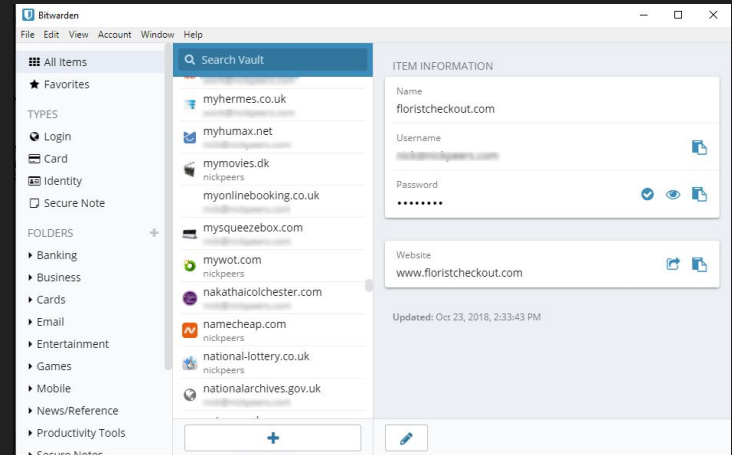 Bitwarden
File Edit View Account Window Help
All Items
Favorites
TYPES
Login
Card
Identity
Secure Note
FOLDERS
Banking
Business
Cards
Email
Entertainment
Games
Mobile
News/Reference
Productivity Tools
Secure Notes
Search Vault
myhermes.co.uk
myhumax.net
mymovies.dk
nickpeers
myonlinebooking.co.uk
mysqueezebox.com
mywot.com
nickpeers
nakathaicolchester.com
namecheap.com
nickpeers
national-lottery.co.uk
nickpeers
nationalarchives.gov.uk
ITEM INFORMATION
Name
floristcheckout.com
Username
Password
••••••••
Website
www.floristcheckout.com
Updated: Oct 23, 2018, 2:33:43 PM